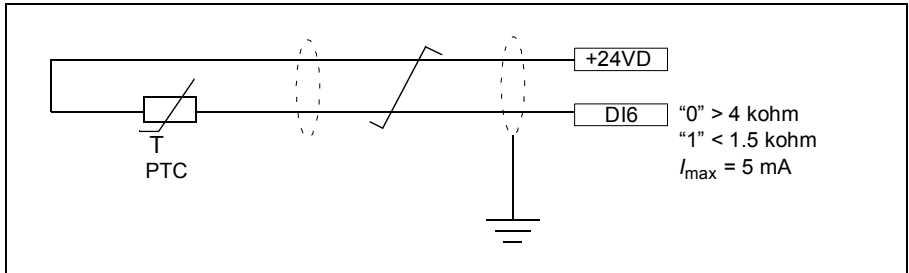 +24VD
DI6
“0” > 4 kohm
“1” < 1.5 kohm
Imax = 5 mA
T
PTC